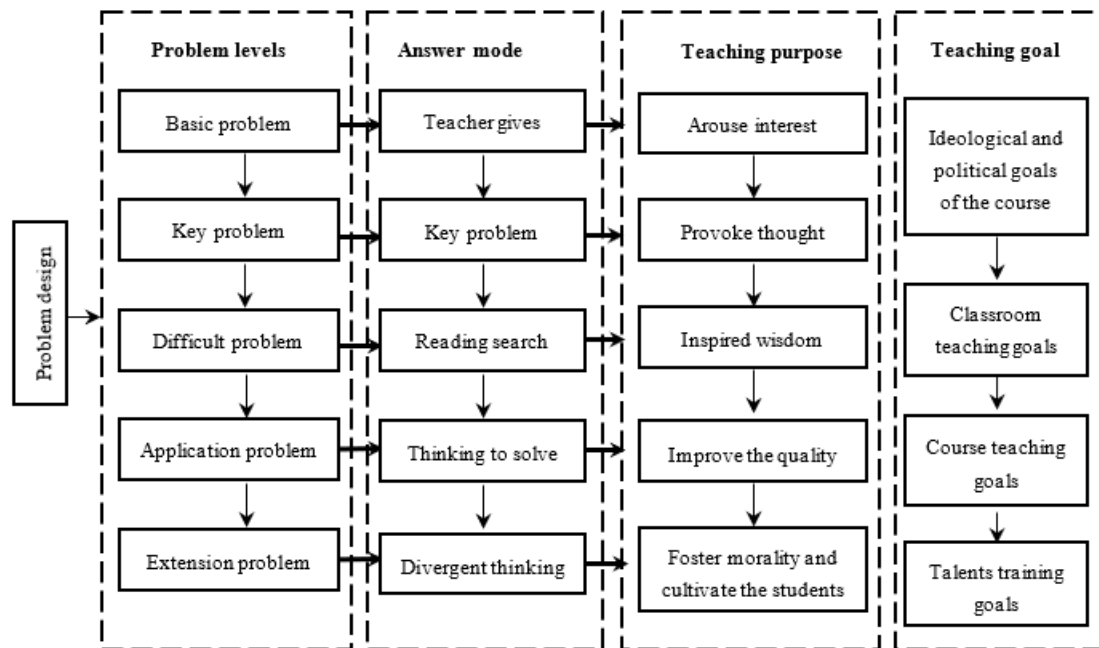 Problem design
Problem levels
Basic problem
Key problem
Difficult problem
Application problem
Extension problem
Answer mode
Teacher gives
Key problem
Reading search
Thinking to solve
Divergent thinking
Teaching purpose
Arouse interest
Provoke thought
Inspired wisdom
Improve the quality
Foster morality and
cultivate the students
Teaching goal
Ideological and
political goals
of the course
Classroom
teaching goals
Course teaching
goals
Talents training
goals